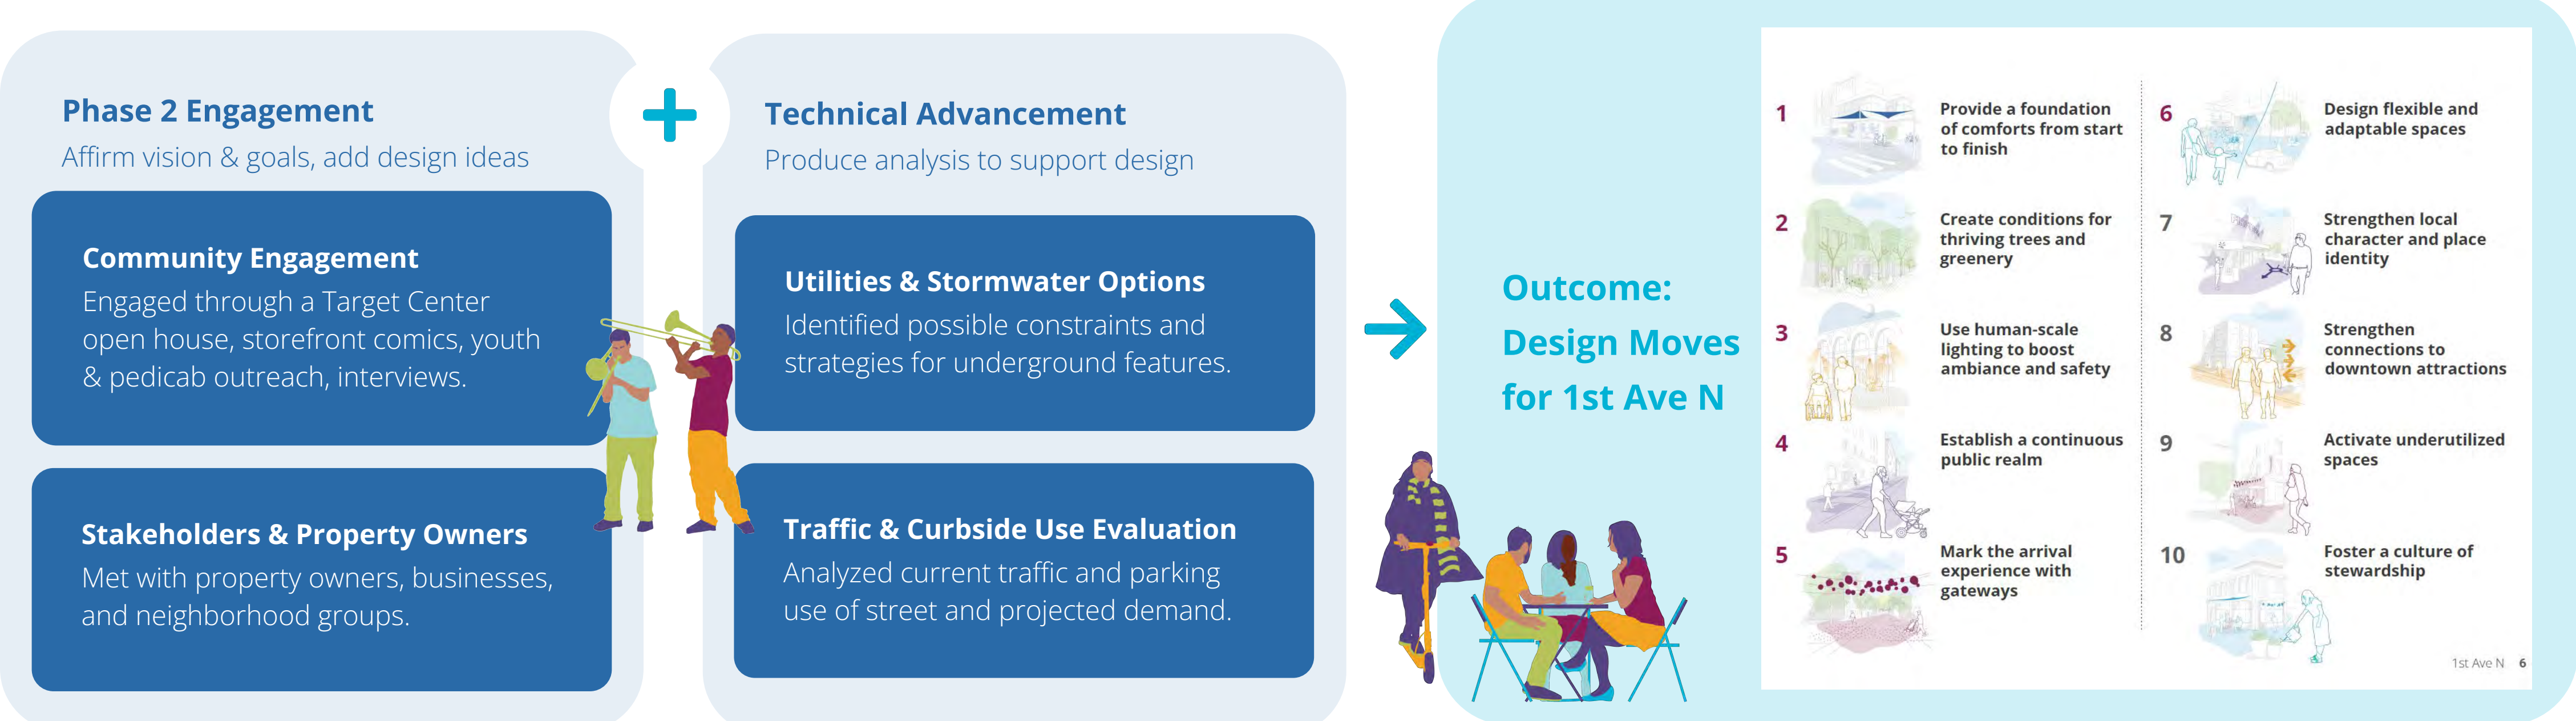 Phase 2 Engagement
Affirm vision & goals, add design ideas
Community Engagement
Engaged through a Target Center
open house, storefront comics, youth
& pedicab outreach, interviews.
Stakeholders & Property Owners
Met with property owners, businesses,
and neighborhood groups.
+
Technical Advancement
Produce analysis to support design
Utilities & Stormwater Options
Identified possible constraints and
strategies for underground features.
Traffic & Curbside Use Evaluation
Analyzed current traffic and parking
use of street and projected demand.
Outcome:
Design Moves
for 1st Ave N
1
Provide a foundation
of comforts from start
to finish
2
Create conditions for
thriving trees and
greenery
3
Use human-scale
lighting to boost
ambiance and safety
4
Establish a continuous
public realm
5
Mark the arrival
experience with
gateways
6
Design flexible and
adaptable spaces
7
Strengthen local
character and place
identity
8
Strengthen
connections to
downtown attractions
9
Activate underutilized
spaces
10
Foster a culture of
stewardship
1st Ave N 6